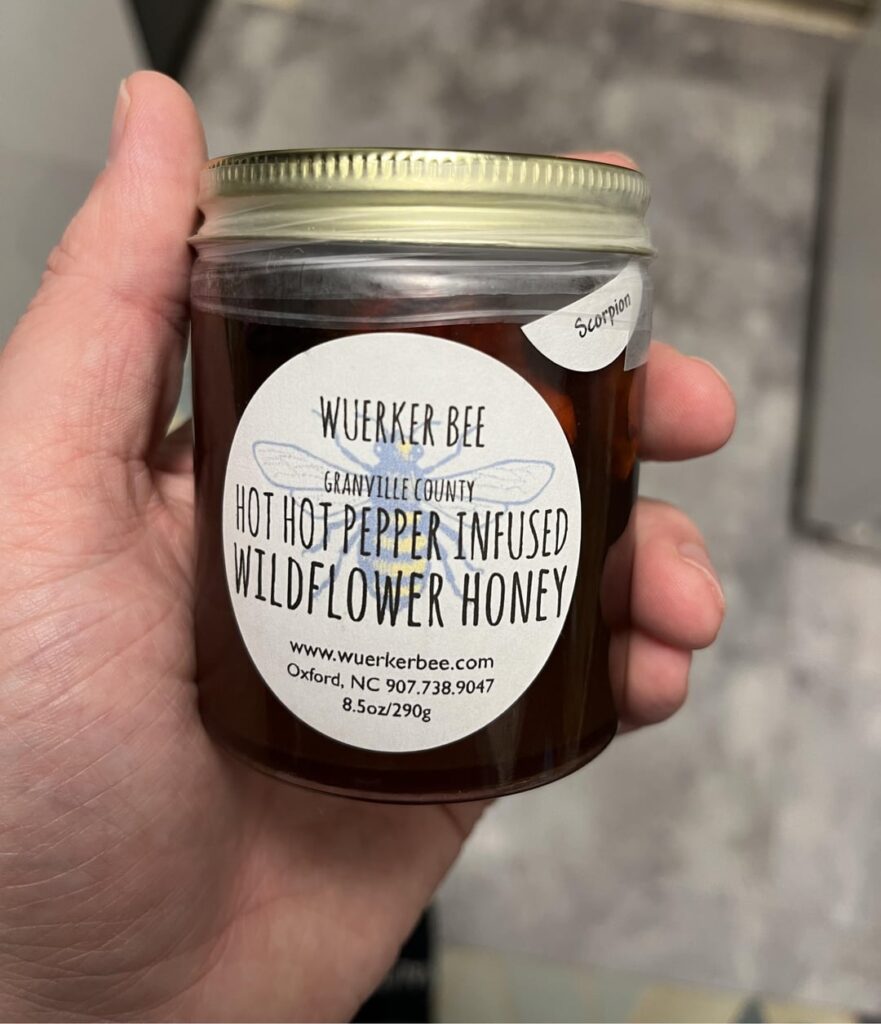 Scorpion
WUERKER BEE
GRANVILLE COUNTY
HOT HOT PEPPER INFUSED
WILDFLOWER HONEY
www.wuerkerbee.com
Oxford, NC 907.738.9047
8.5oz/290g